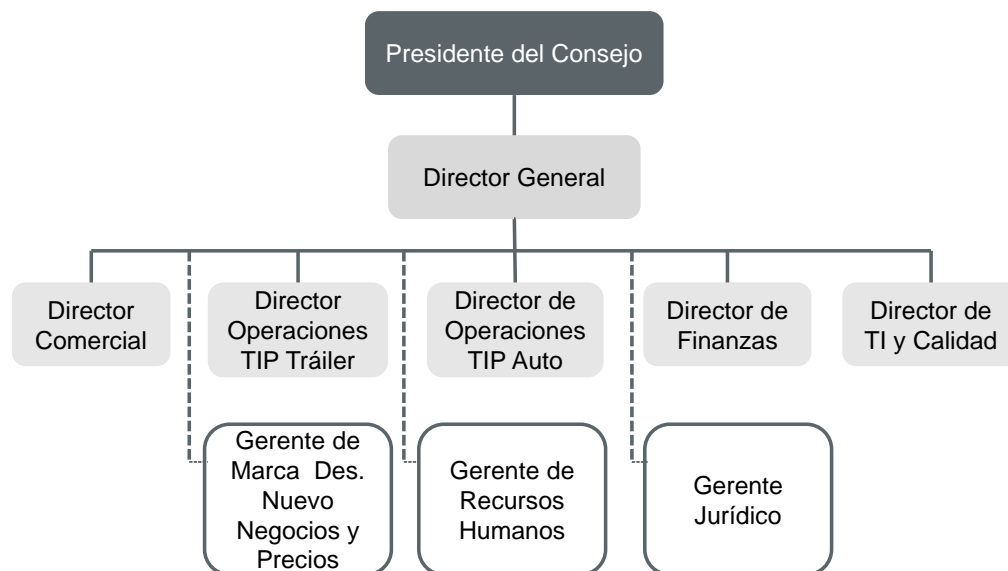 Presidente del Consejo
Director General
Director
Comercial
Director
Operaciones
TIP Tráiler
Director de
Operaciones
TIP Auto
Director de
Finanzas
Director de
TI y Calidad
Gerente de
Marca Des.
Nuevo
Negocios y
Precios
Gerente de
Recursos
Humanos
Gerente
Jurídico